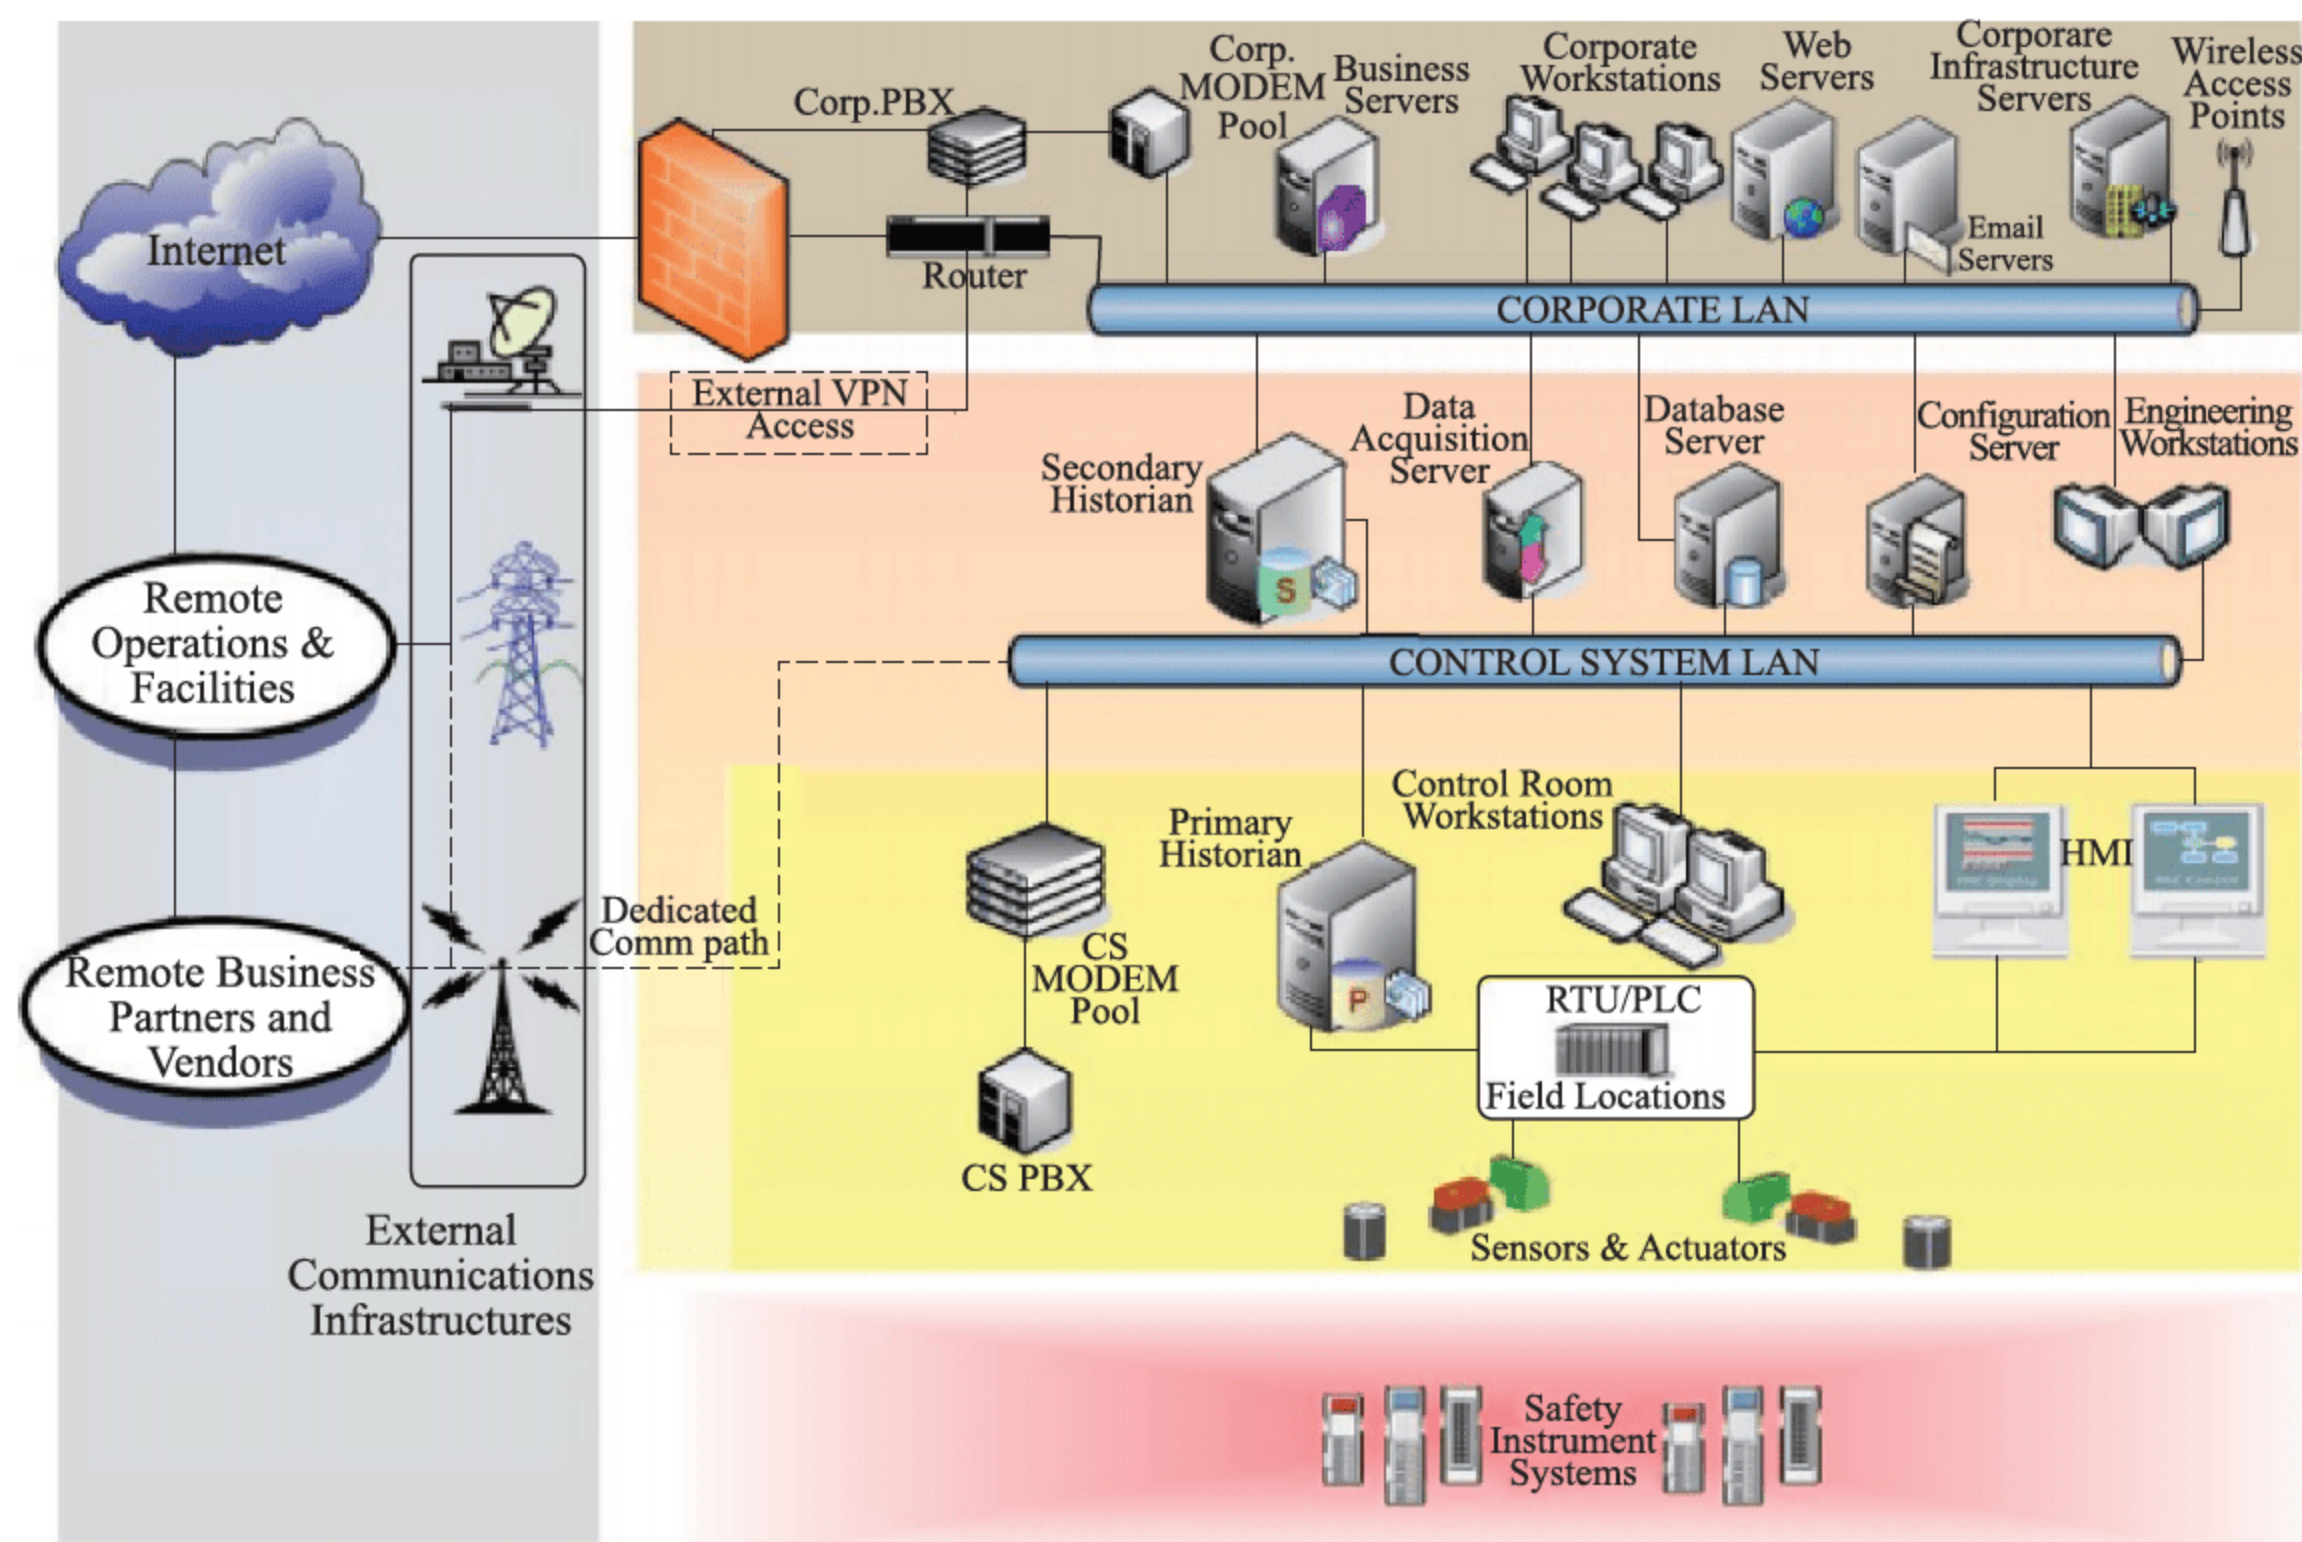 Internet
Corp.PBX
Router
Corp.
MODEM
Pool
Business
Servers
Corporate
Workstations
Web
Servers
Email
Servers
Corporare
Infrastructure
Servers
Wireless
Access
Points
CORPORATE LAN
External VPN
Access
Secondary
Historian
Data
Acquisition
Server
Database
Server
Configuration
Server
Engineering
Workstations
S
Remote
Operations &
Facilities
CONTROL SYSTEM LAN
Dedicated
Comm path
Remote Business
Partners and
Vendors
CS
MODEM
Pool
CS PBX
Primary
Historian
P
Control Room
Workstations
HMI
RTU/PLC
Field Locations
Sensors & Actuators
External
Communications
Infrastructures
Safety
Instrument
Systems